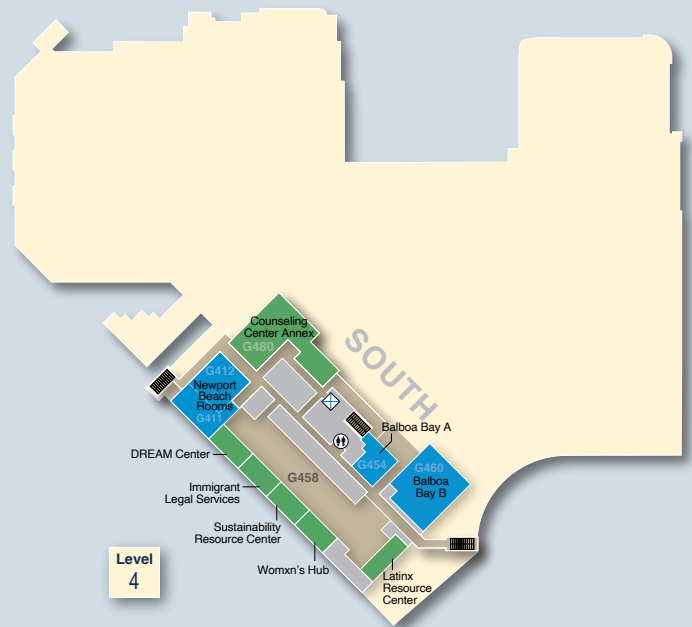 Counseling
Center Annex
G480
SOUTH
G412
Newport
Beach
Rooms
G411
Balboa Bay A
G454
G460
Balboa
Bay B
DREAM Center
G458
Immigrant
Legal Services
Sustainability
Resource Center
Womxn's Hub
Latinx
Resource
Center
Level
4